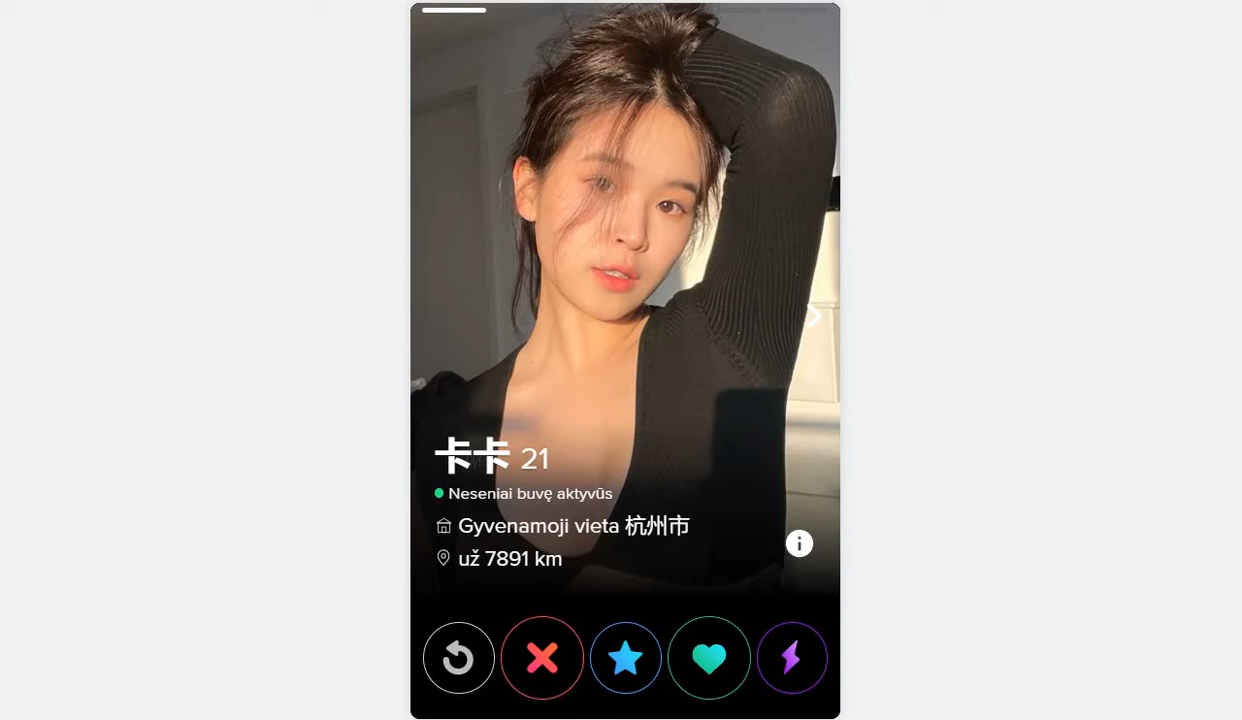 卡卡 21
Neseniai buvę aktyvūs
Gyvenamoji vieta 杭州市
už 7891 km